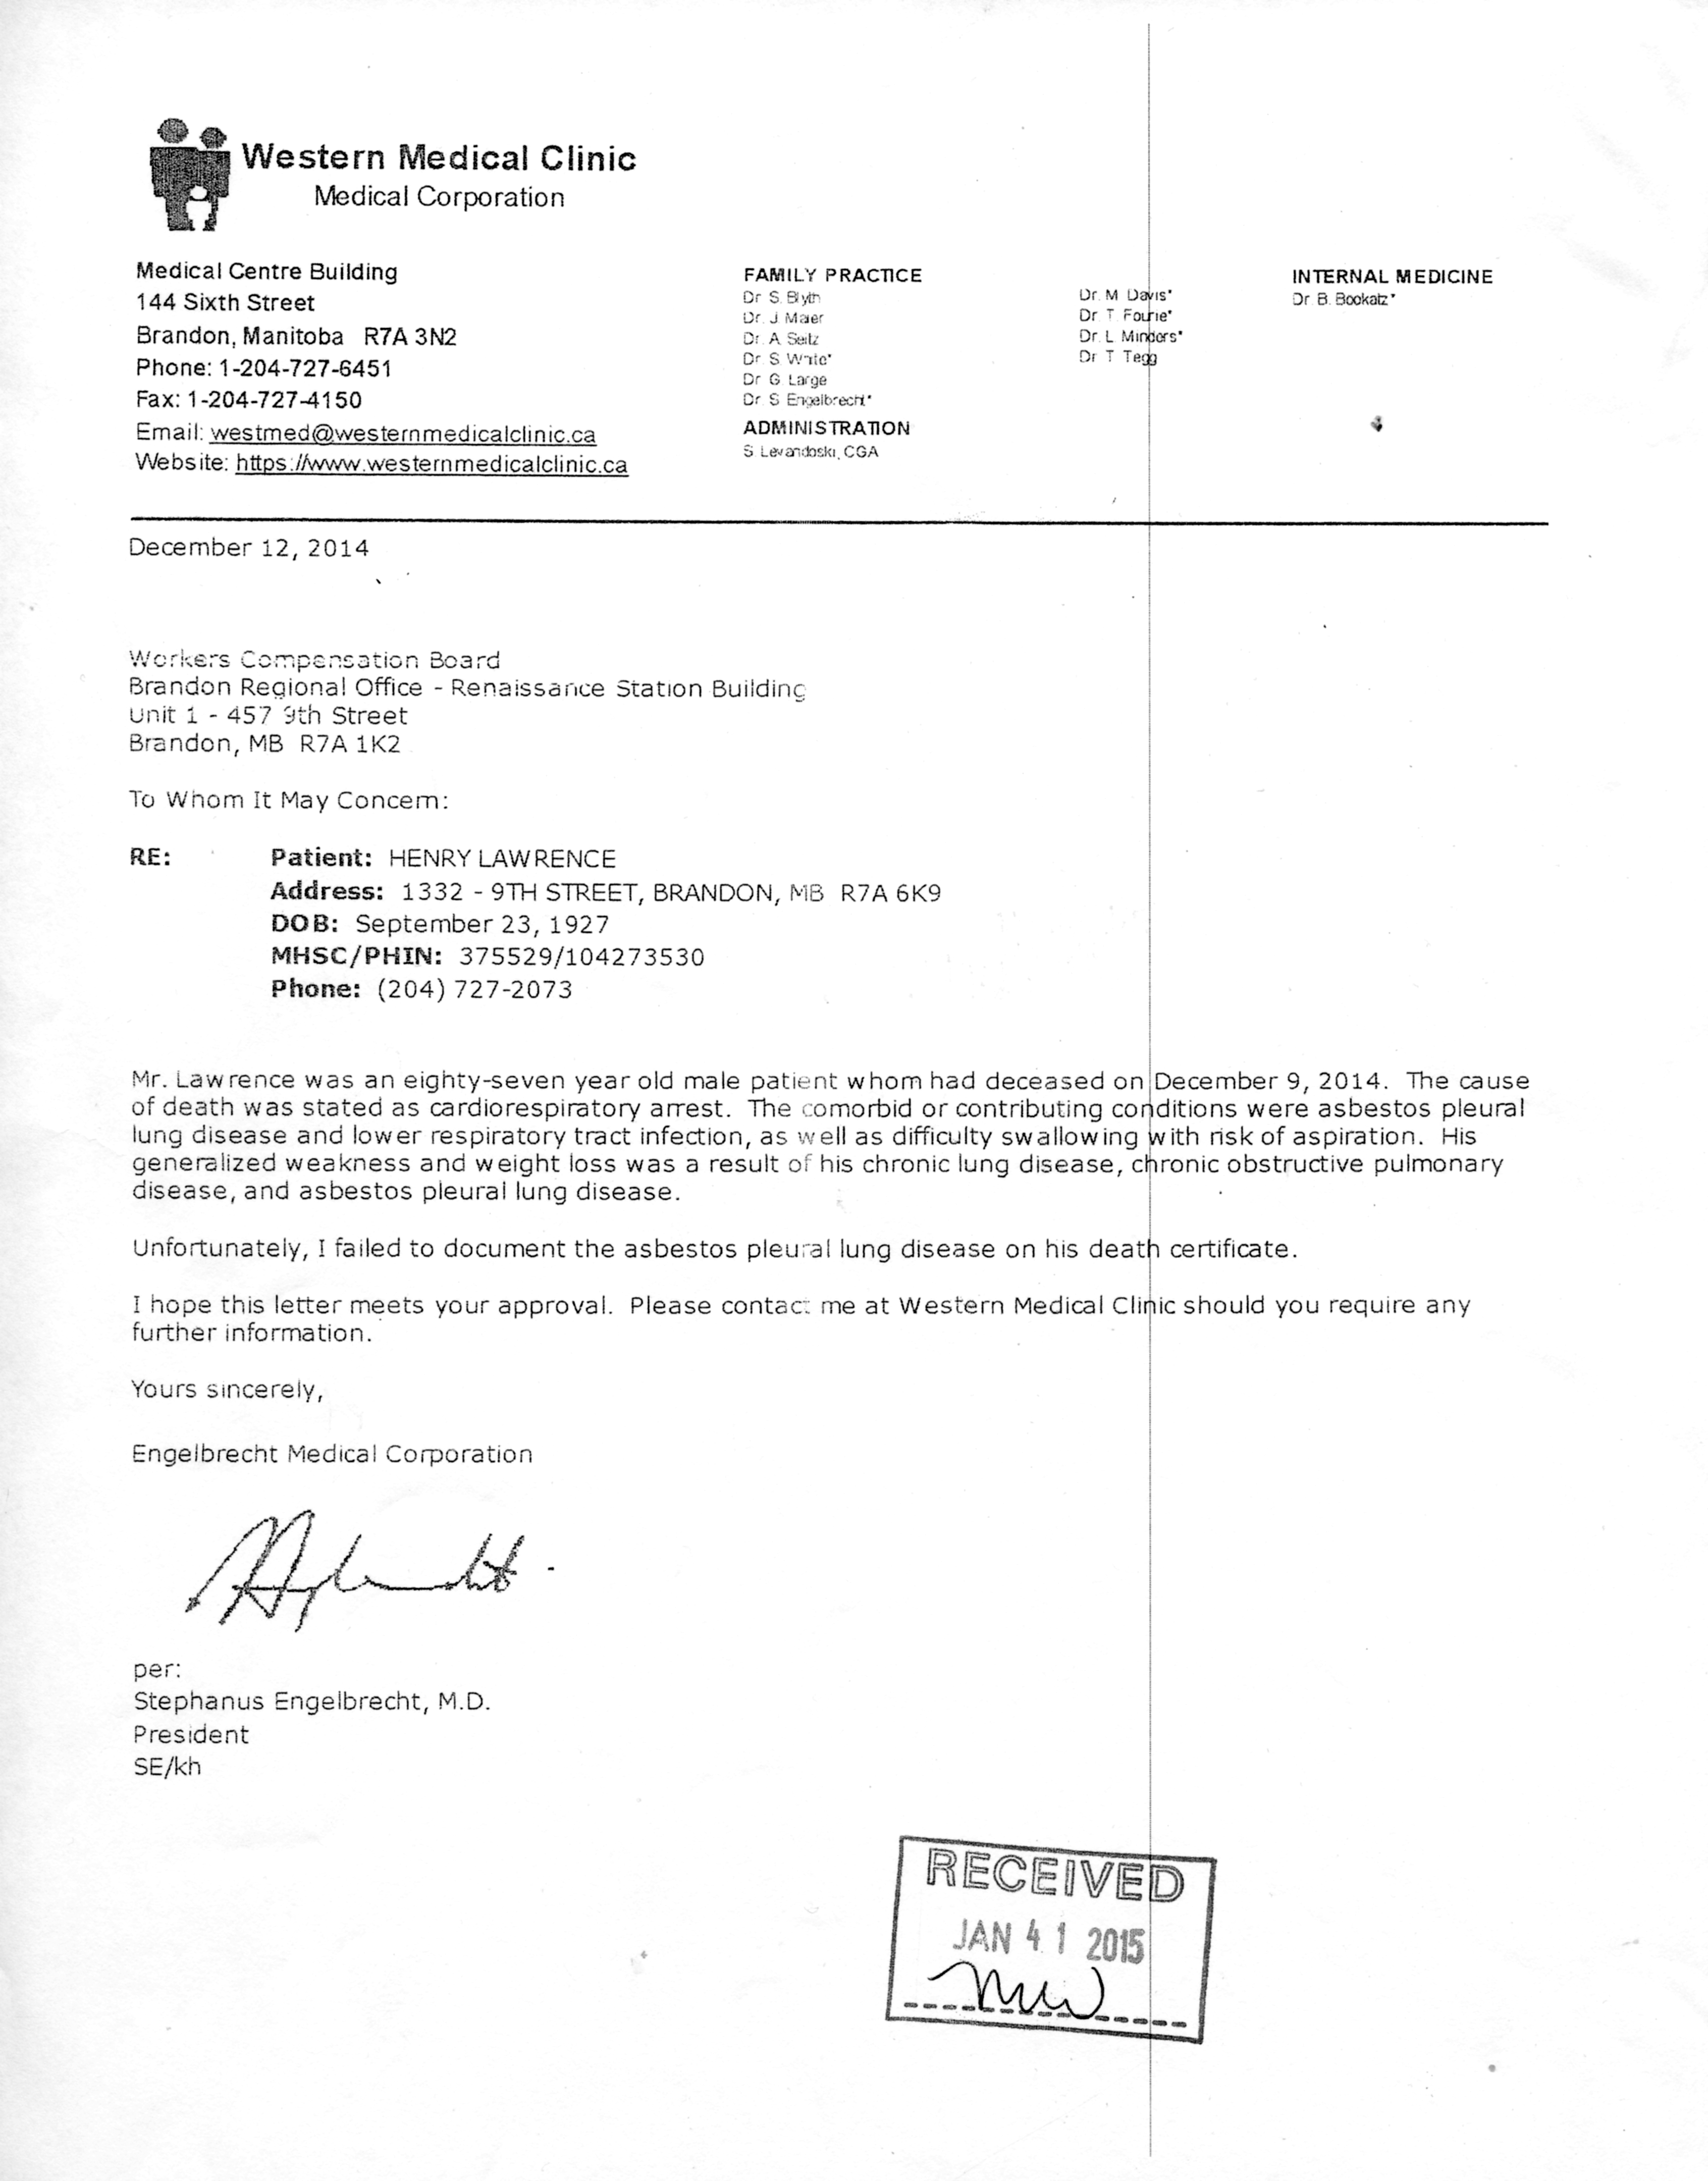 Western Medical Clinic
Medical Corporation
Medical Centre Building
144 Sixth Street
Brandon, Manitoba R7A 3N2
Phone: 1-204-727-6451
Fax: 1-204-727-4150
Email: westmed@westernmedicalclinic.ca
Website: https://www.westernmedicalclinic.ca
FAMILY PRACTICE
Dr. S. Blyth
Dr. J. Maier
Dr. A. Seitz
Dr. S. White*
Dr. G. Large
Dr. S. Engelbrecht*
ADMINISTRATION
S. Levandoski, CGA
Dr. M. Davis*
Dr. T. Fourie*
Dr. L. Minders*
Dr. T. Tegg
INTERNAL MEDICINE
Dr. B. Bookatz*
December 12, 2014
Workers Compensation Board
Brandon Regional Office - Renaissance Station Building
Unit 1 - 457 9th Street
Brandon, MB R7A 1K2
To Whom It May Concern:
RE: Patient: HENRY LAWRENCE
Address: 1332 - 9TH STREET, BRANDON, MB R7A 6K9
DOB: September 23, 1927
MHSC/PHIN: 375529/104273530
Phone: (204) 727-2073
Mr. Lawrence was an eighty-seven year old male patient whom had deceased on December 9, 2014. The cause
of death was stated as cardiorespiratory arrest. The comorbid or contributing conditions were asbestos pleural
lung disease and lower respiratory tract infection, as well as difficulty swallowing with risk of aspiration. His
generalized weakness and weight loss was a result of his chronic lung disease, chronic obstructive pulmonary
disease, and asbestos pleural lung disease.
Unfortunately, I failed to document the asbestos pleural lung disease on his death certificate.
I hope this letter meets your approval. Please contact me at Western Medical Clinic should you require any
further information.
Yours sincerely,
Engelbrecht Medical Corporation
per:
Stephanus Engelbrecht, M.D.
President
SE/kh
RECEIVED
JAN 41 2015